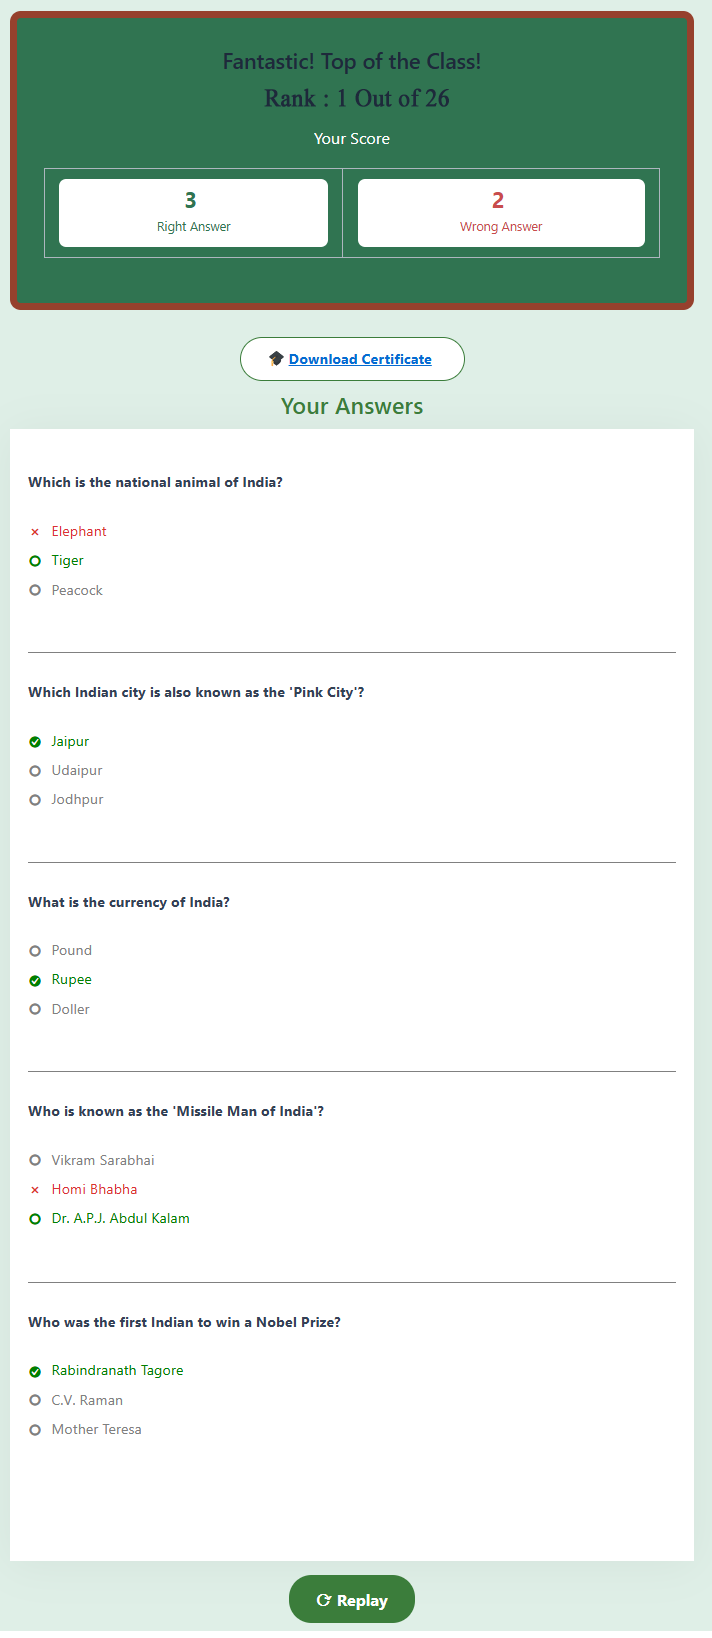 Fantastic! Top of the Class!
Rank : 1 Out of 26
Your Score
3
Right Answer
2
Wrong Answer
Download Certificate
Your Answers
Which is the national animal of India?
Elephant
Tiger
Peacock
Which Indian city is also known as the 'Pink City'?
Jaipur
Udaipur
Jodhpur
What is the currency of India?
Pound
Rupee
Doller
Who is known as the 'Missile Man of India'?
Vikram Sarabhai
Homi Bhabha
Dr. A.P.J. Abdul Kalam
Who was the first Indian to win a Nobel Prize?
Rabindranath Tagore
C.V. Raman
Mother Teresa
Replay